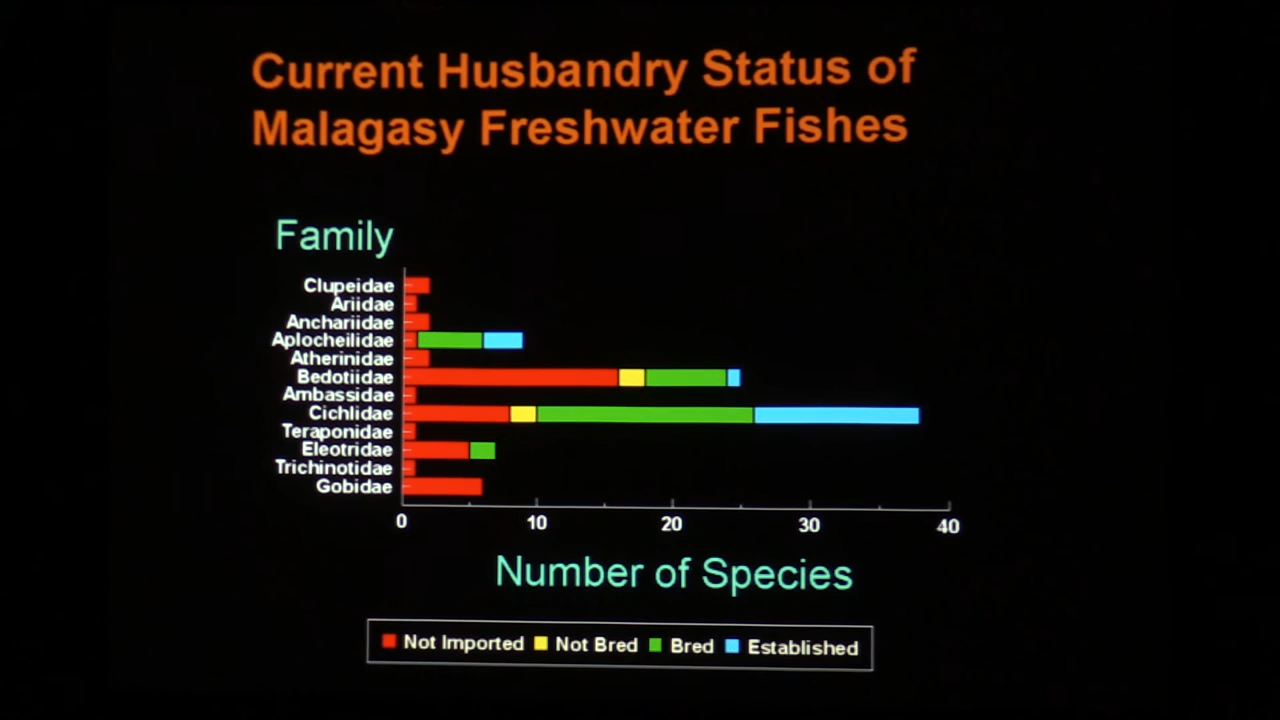 Current Husbandry Status of
Malagasy Freshwater Fishes
Family
Clupeidae
Ariidae
Anchariidae
Aplocheilidae
Atherinidae
Bedotiidae
Ambassidae
Cichlidae
Teraponidae
Eleotridae
Trichinotidae
Gobidae
0 10 20 30 40
Number of Species
Not Imported Not Bred Bred Established